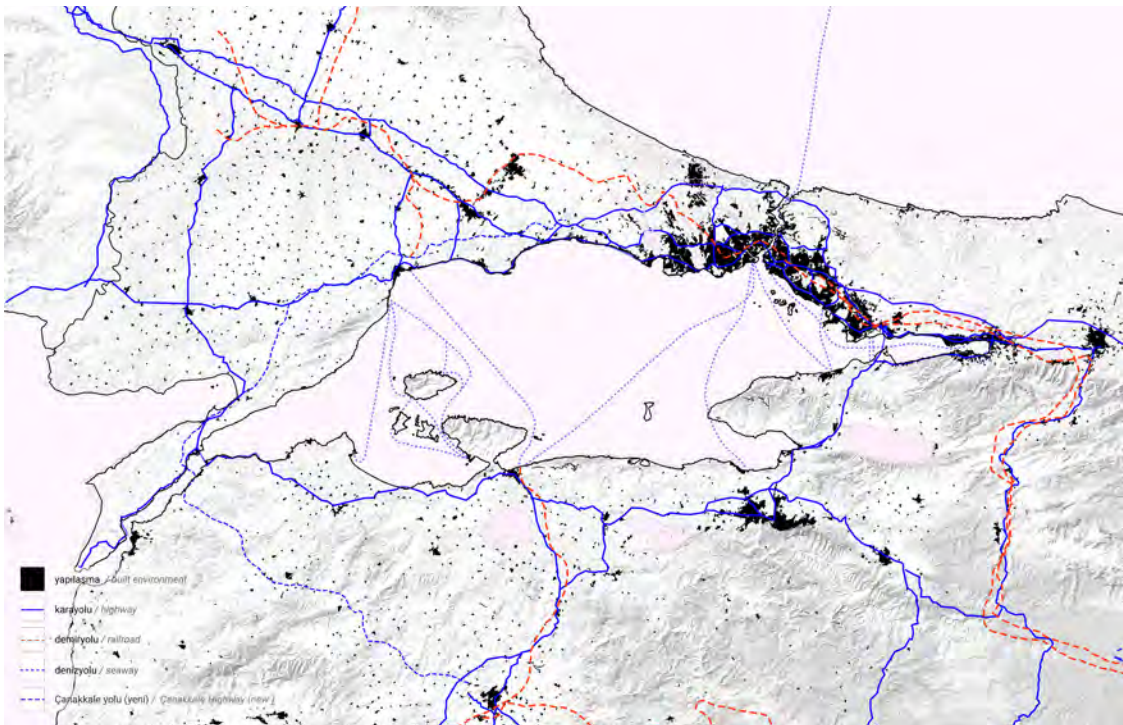 yapılaşma / built environment
karayolu / highway
demiryolu / railroad
denizyolu / seaway
Çanakkale yolu (yeni) / Çanakkale Highway (new)